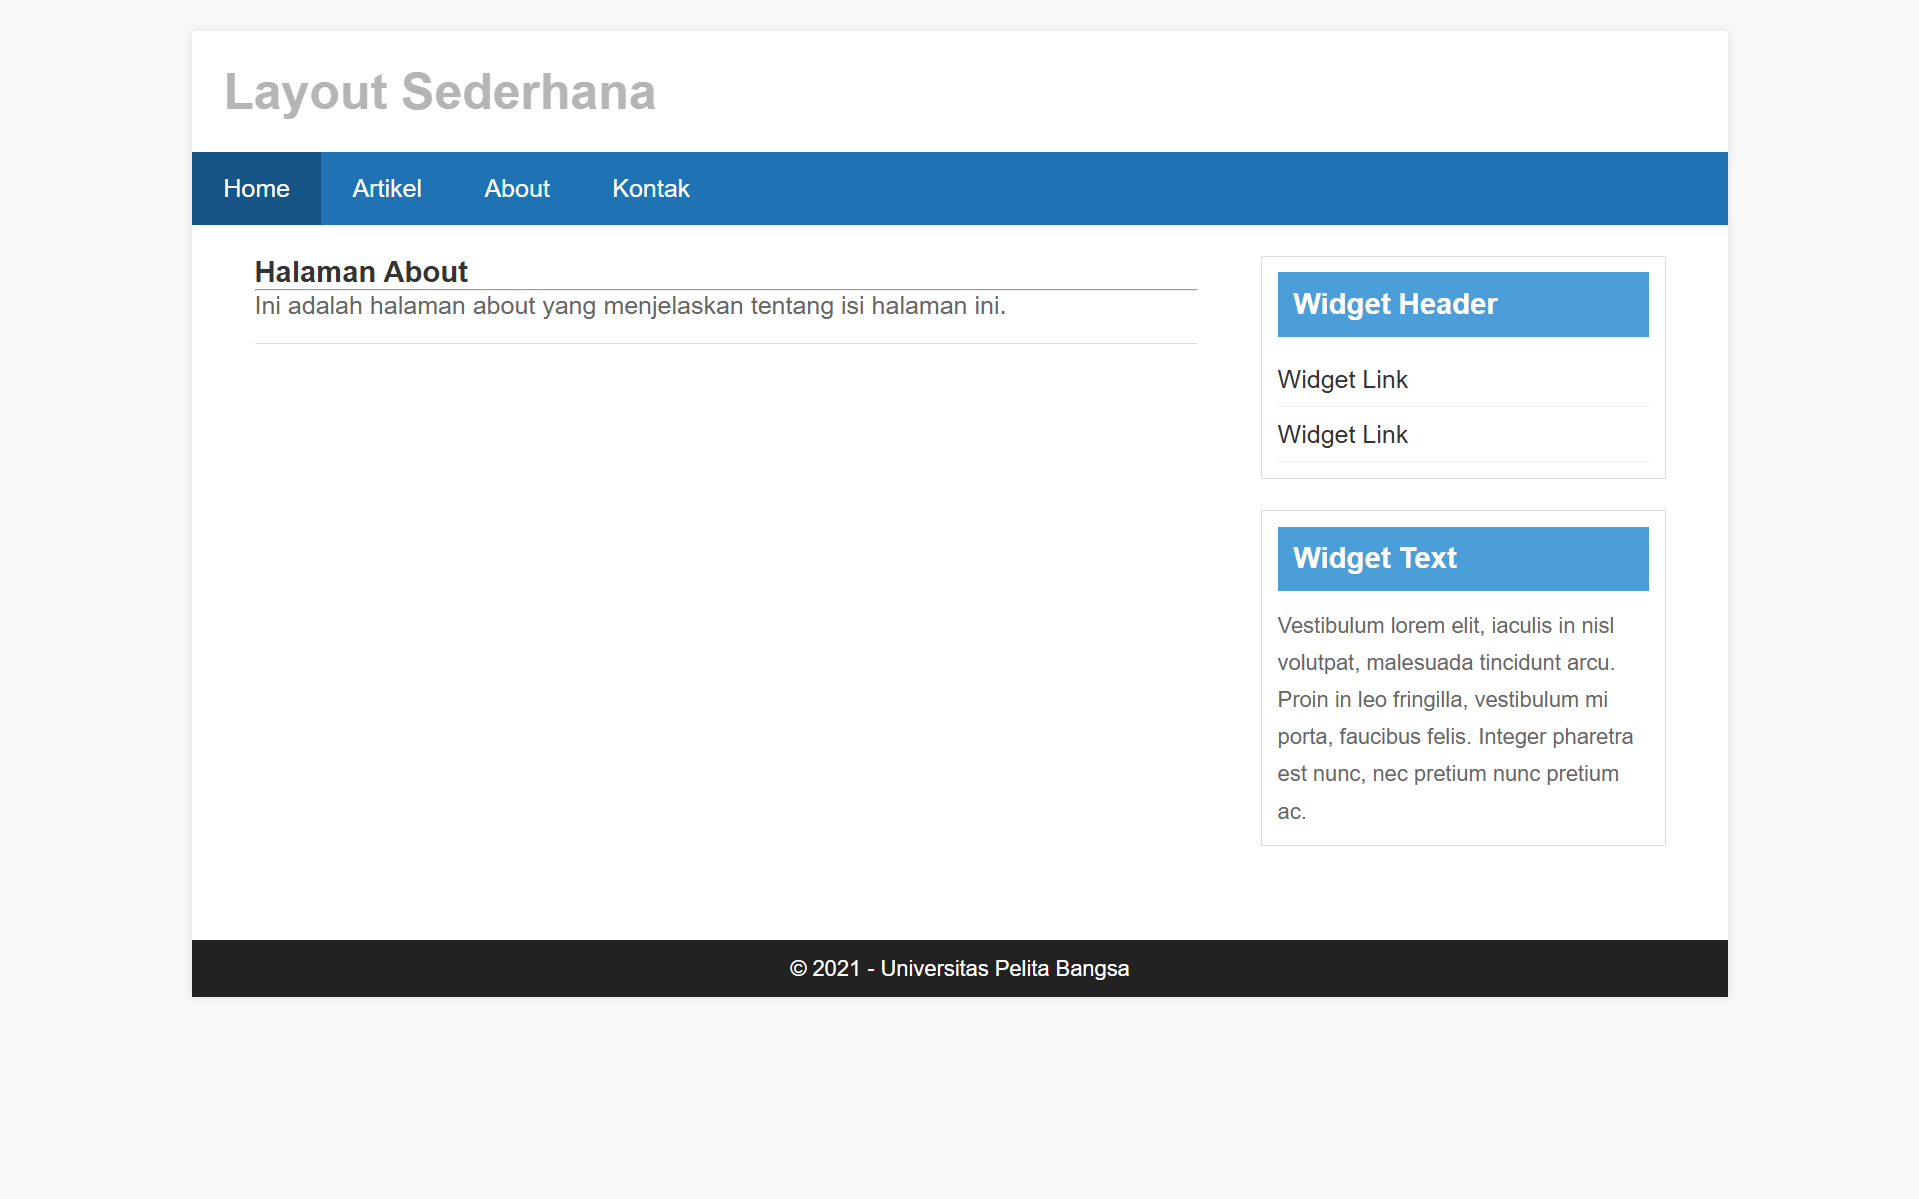 Layout Sederhana
Home Artikel About Kontak
Halaman About
Ini adalah halaman about yang menjelaskan tentang isi halaman ini.
Widget Header
Widget Link
Widget Link
Widget Text
Vestibulum lorem elit, iaculis in nisl
volutpat, malesuada tincidunt arcu.
Proin in leo fringilla, vestibulum mi
porta, faucibus felis. Integer pharetra
est nunc, nec pretium nunc pretium
ac.
© 2021 - Universitas Pelita Bangsa